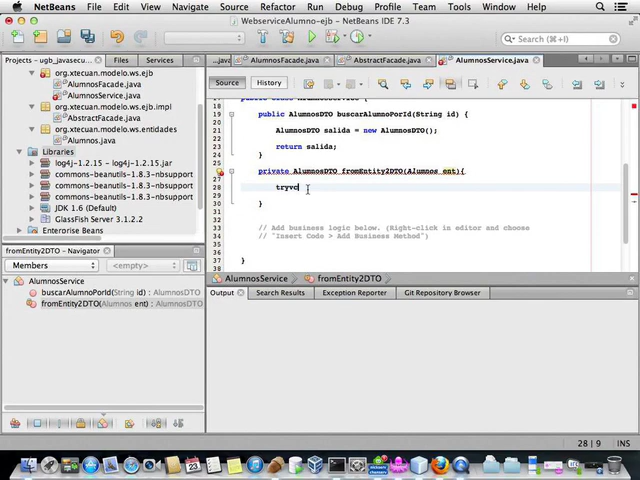 NetBeans File Edit View Navigate Source Refactor Run Debug Profile Team Tools Window Help
WebserviceAlumno-ejb – NetBeans IDE 7.3
Search (⌘+I)
Projects – ugb_javasecu...
Files
Services
...java
AlumnosFacade.java
AbstractFacade.java
AlumnosService.java
org.xtecuan.modelo.ws.ejb
AlumnosFacade.java
AlumnosService.java
org.xtecuan.modelo.ws.ejb.impl
AbstractFacade.java
org.xtecuan.modelo.ws.entidades
Alumnos.java
Libraries
log4j-1.2.15 - log4j-1.2.15.jar
commons-beanutils-1.8.3-nbsupport
commons-beanutils-1.8.3-nbsupport
commons-beanutils-1.8.3-nbsupport
JDK 1.6 (Default)
GlassFish Server 3.1.2.2
Enterprise Beans
Source
History
18
19 public AlumnosDTO buscarAlumnoPorId(String id) {
20
21 AlumnosDTO salida = new AlumnosDTO();
22
23 return salida;
24 }
25
private AlumnosDTO fromEntity2DTO(Alumnos ent){
27
28 tryvc
29
30 }
32
33 // Add business logic below. (Right-click in editor and choose
34 // "Insert Code > Add Business Method")
35
36
37 }
38
fromEntity2DTO – Navigator
Members
<empty>
AlumnosService
buscarAlumnoPorId(String id) : AlumnosDTO
fromEntity2DTO(Alumnos ent) : AlumnosDTO
AlumnosService
fromEntity2DTO
Output
Search Results
Exception Reporter
Git Repository Browser
28 | 9 INS